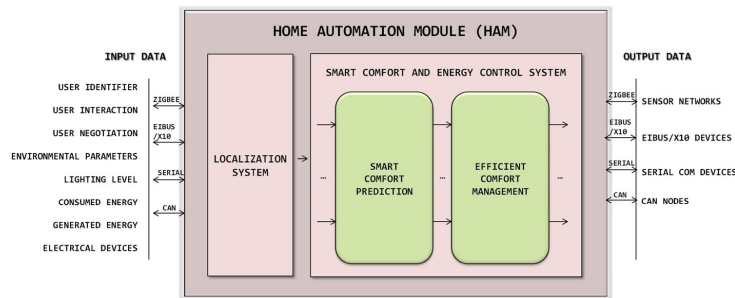 HOME AUTOMATION MODULE (HAM)
INPUT DATA
USER IDENTIFIER
USER INTERACTION
USER NEGOTIATION
ENVIRONMENTAL PARAMETERS
LIGHTING LEVEL
CONSUMED ENERGY
GENERATED ENERGY
ELECTRICAL DEVICES
ZIGBEE
EIBUS
/X10
SERIAL
CAN
LOCALIZATION
SYSTEM
SMART COMFORT AND ENERGY CONTROL SYSTEM
...
SMART
COMFORT
PREDICTION
...
EFFICIENT
COMFORT
MANAGEMENT
...
OUTPUT DATA
ZIGBEE
EIBUS
/X10
SERIAL
CAN
SENSOR NETWORKS
EIBUS/X10 DEVICES
SERIAL COM DEVICES
CAN NODES